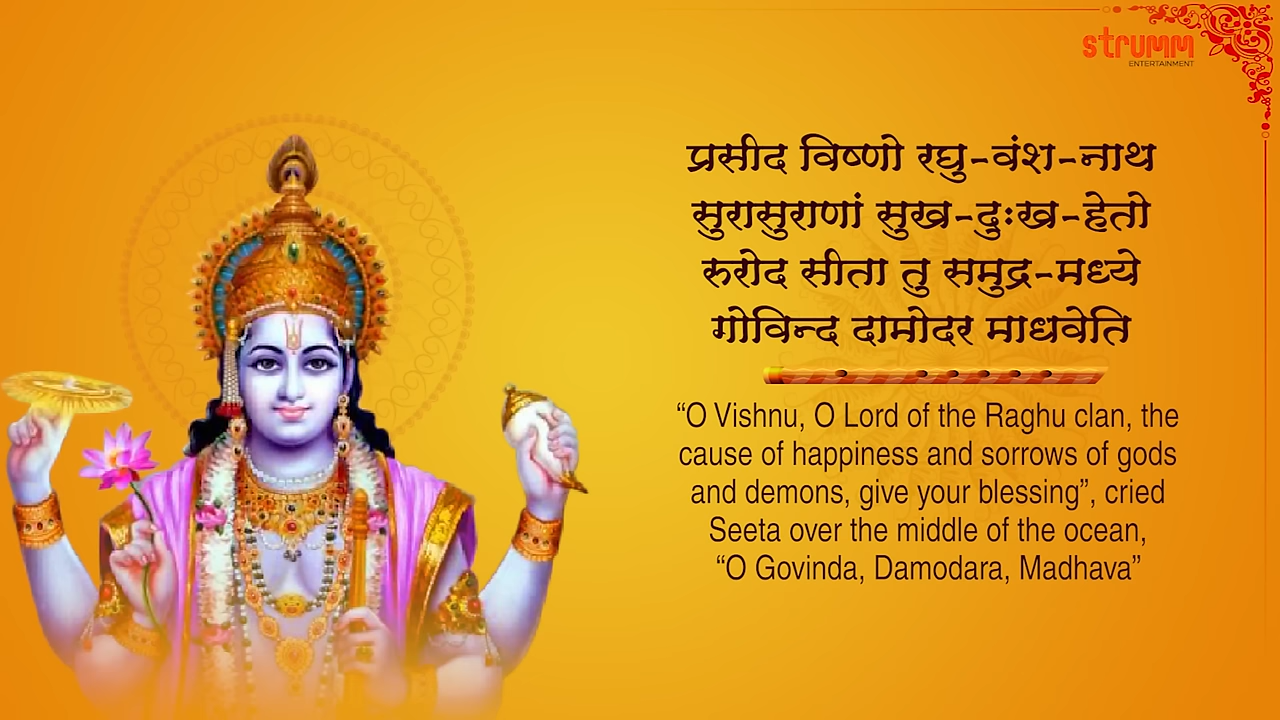 strumm
ENTERTAINMENT
प्रसीद विष्णो रघु-वंश-नाथ
सुरासुराणां सुख-दुःख-हेतो
रुरोद सीता तु समुद्र-मध्ये
गोविन्द दामोदर माधवेति
“O Vishnu, O Lord of the Raghu clan, the
cause of happiness and sorrows of gods
and demons, give your blessing”, cried
Seeta over the middle of the ocean,
“O Govinda, Damodara, Madhava”